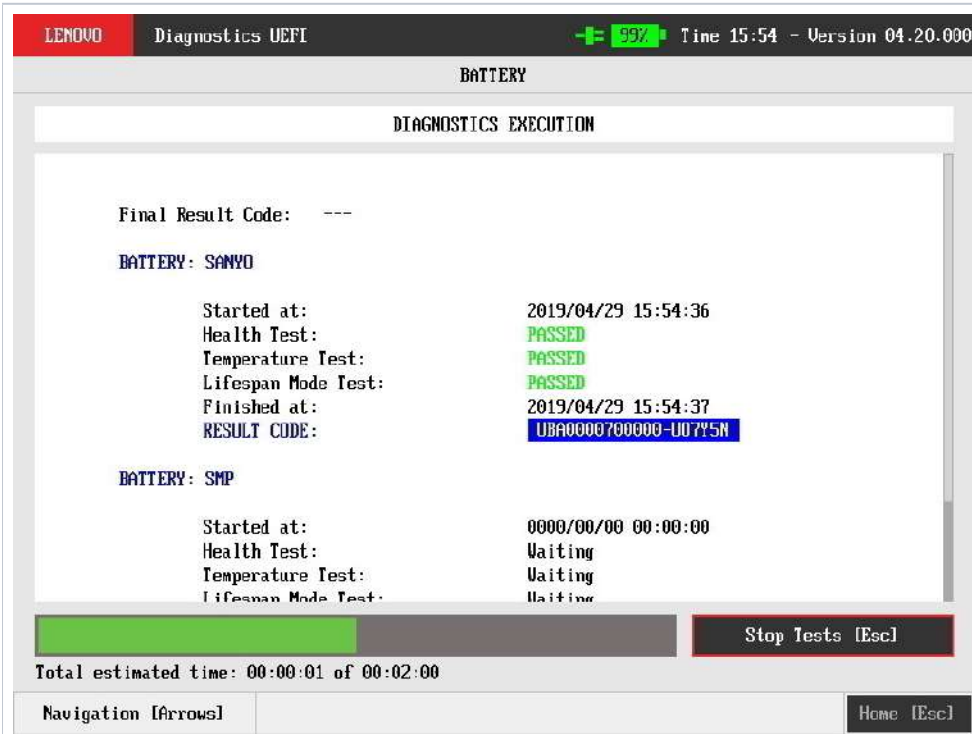 LENOVO Diagnostics UEFI 99% Time 15:54 - Version 04.20.000
BATTERY
DIAGNOSTICS EXECUTION
Final Result Code: ---
BATTERY: SANYO
Started at: 2019/04/29 15:54:36
Health Test: PASSED
Temperature Test: PASSED
Lifespan Mode Test: PASSED
Finished at: 2019/04/29 15:54:37
RESULT CODE: UBA0000700000-U07Y5N
BATTERY: SMP
Started at: 0000/00/00 00:00:00
Health Test: Waiting
Temperature Test: Waiting
Lifespan Mode Test: Waiting
Stop Tests [Esc]
Total estimated time: 00:00:01 of 00:02:00
Navigation [Arrows] Home [Esc]